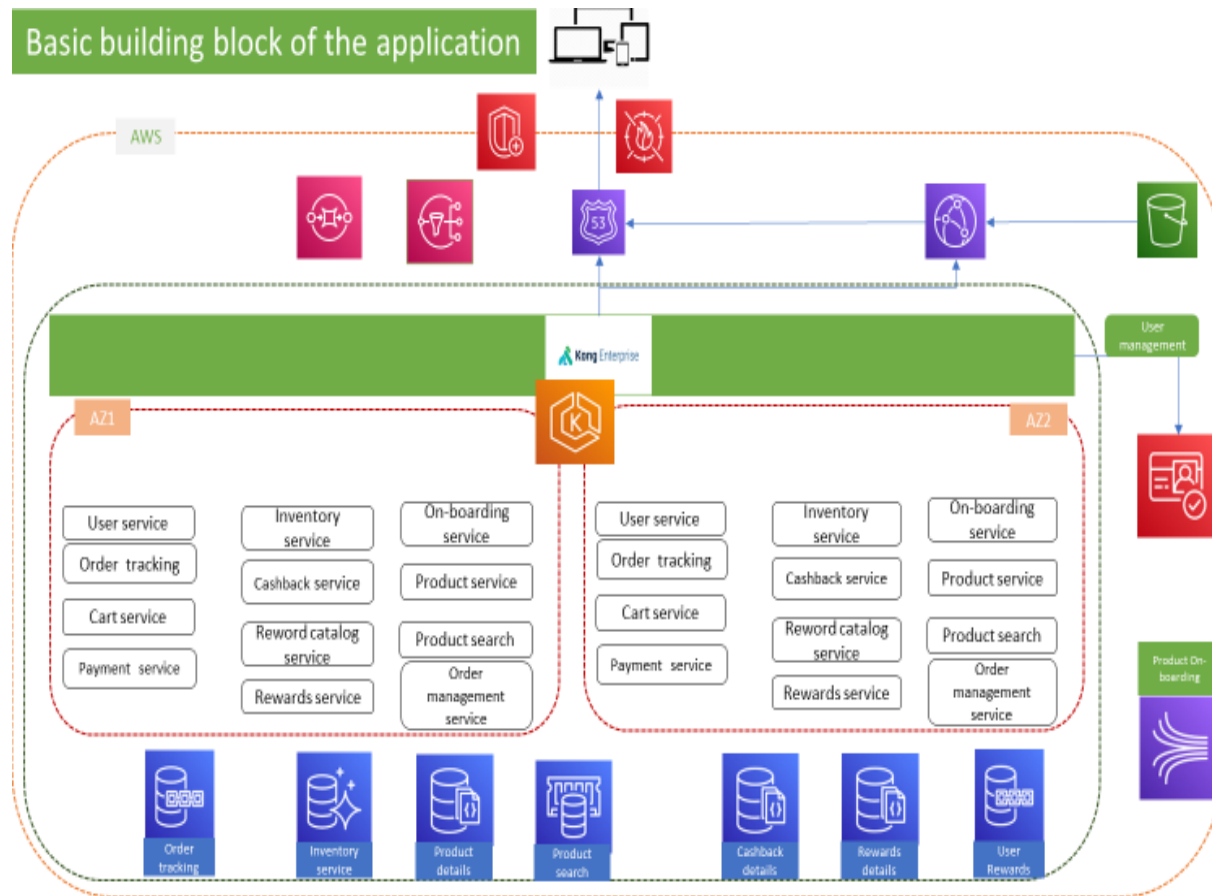 Basic building block of the application
AWS
53
Kong Enterprise
User
management
AZ1
K
AZ2
User service
Order tracking
Cart service
Payment service
Inventory
service
Cashback service
Reword catalog
service
Rewards service
On-boarding
service
Product service
Product search
Order
management
service
User service
Order tracking
Cart service
Payment service
Inventory
service
Cashback service
Reword catalog
service
Rewards service
On-boarding
service
Product service
Product search
Order
management
service
Product On-
boarding
Order
tracking
Inventory
service
Product
details
{}
Product
search
Cashback
details
{}
Rewards
details
{}
User
Rewards